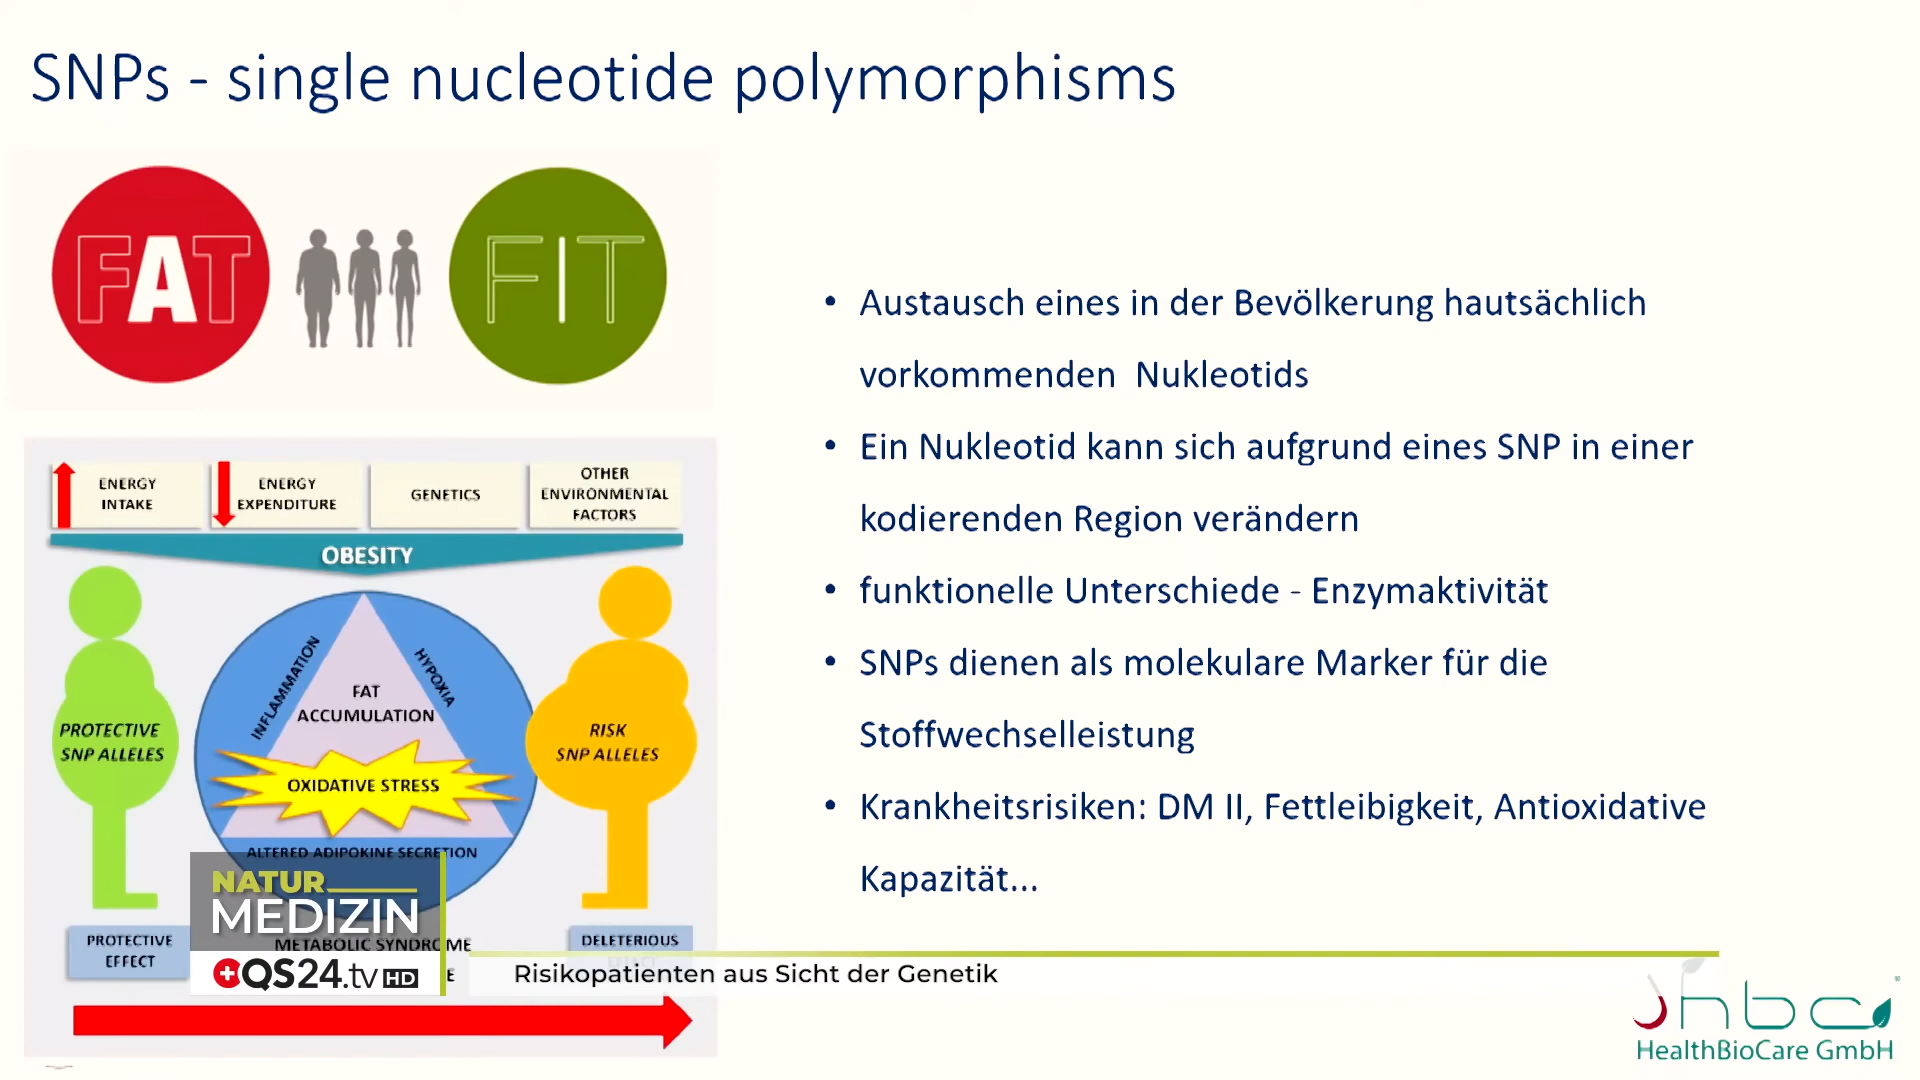 SNPs - single nucleotide polymorphisms
FAT
FIT
ENERGY
INTAKE
ENERGY
EXPENDITURE
GENETICS
OTHER
ENVIRONMENTAL
FACTORS
OBESITY
INFLAMMATION
HYPOXIA
FAT
ACCUMULATION
PROTECTIVE
SNP ALLELES
RISK
SNP ALLELES
OXIDATIVE STRESS
ALTERED ADIPOKINE SECRETION
PROTECTIVE
EFFECT
METABOLIC SYNDROME
DELETERIOUS
• Austausch eines in der Bevölkerung hautsächlich
vorkommenden Nukleotids
• Ein Nukleotid kann sich aufgrund eines SNP in einer
kodierenden Region verändern
• funktionelle Unterschiede - Enzymaktivität
• SNPs dienen als molekulare Marker für die
Stoffwechselleistung
• Krankheitsrisiken: DM II, Fettleibigkeit, Antioxidative
Kapazität...
NATUR
MEDIZIN
QS24.tv HD
Risikopatienten aus Sicht der Genetik
hbc
HealthBioCare GmbH